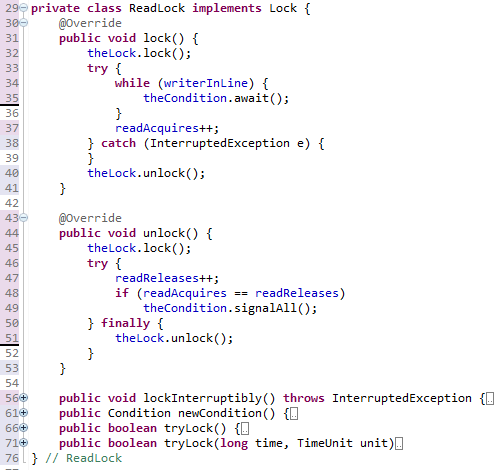 29 private class ReadLock implements Lock {
30     @Override
31     public void lock() {
32         theLock.lock();
33         try {
34             while (writerInLine) {
35                 theCondition.await();
36             }
37             readAcquires++;
38         } catch (InterruptedException e) {
39         }
40         theLock.unlock();
41     }
42
43     @Override
44     public void unlock() {
45         theLock.lock();
46         try {
47             readReleases++;
48             if (readAcquires == readReleases)
49                 theCondition.signalAll();
50         } finally {
51             theLock.unlock();
52         }
53     }
54
56     public void lockInterruptibly() throws InterruptedException {
61     public Condition newCondition() {
66     public boolean tryLock() {
71     public boolean tryLock(long time, TimeUnit unit)
76 } // ReadLock